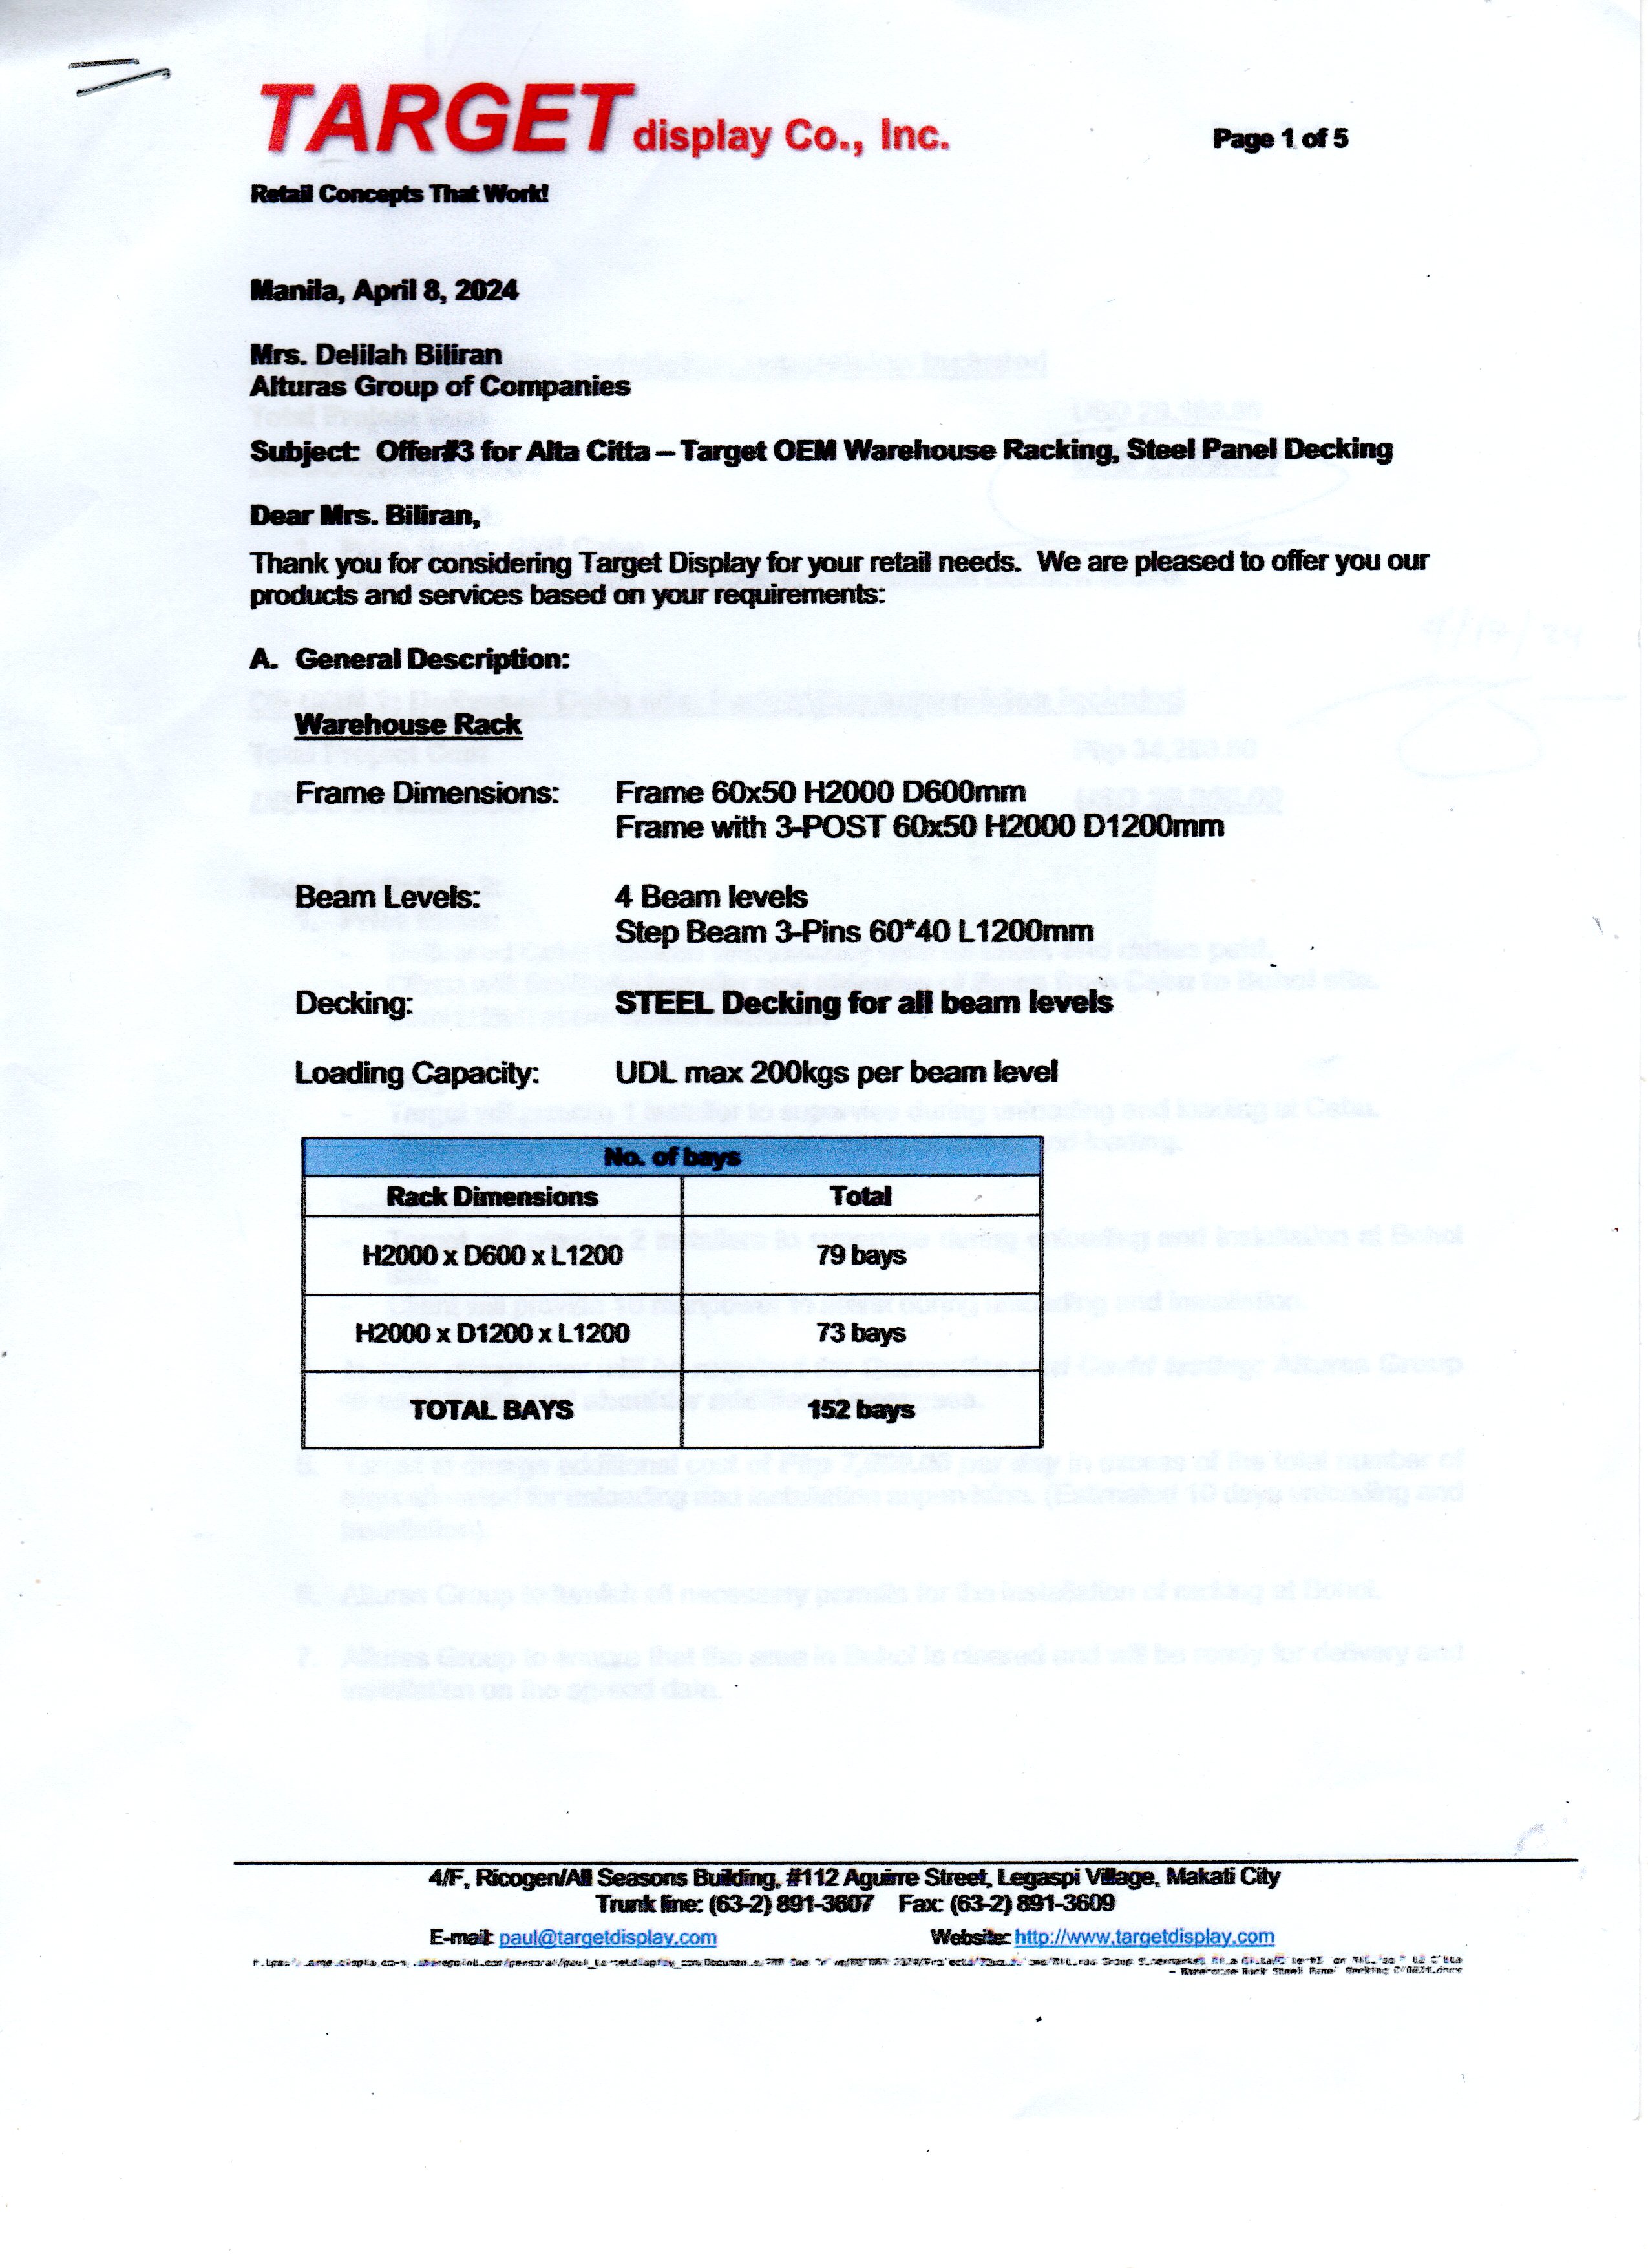 TARGET display Co., Inc.
Page 1 of 5
Retail Concepts That Work!
Manila, April 8, 2024
Mrs. Delilah Biliran
Alturas Group of Companies
Subject: Offer#3 for Alta Citta – Target OEM Warehouse Racking, Steel Panel Decking
Dear Mrs. Biliran,
Thank you for considering Target Display for your retail needs. We are pleased to offer you our
products and services based on your requirements:
A. General Description:
Warehouse Rack
Frame Dimensions: Frame 60x50 H2000 D600mm
Frame with 3-POST 60x50 H2000 D1200mm
Beam Levels: 4 Beam levels
Step Beam 3-Pins 60*40 L1200mm
Decking: STEEL Decking for all beam levels
Loading Capacity: UDL max 200kgs per beam level
No. of bays
Rack Dimensions Total
H2000 x D600 x L1200 79 bays
H2000 x D1200 x L1200 73 bays
TOTAL BAYS 152 bays
4/F, Ricogen/All Seasons Building, #112 Aguirre Street, Legaspi Village, Makati City
Trunk line: (63-2) 891-3607 Fax: (63-2) 891-3609
E-mail: paul@targetdisplay.com Website: http://www.targetdisplay.com